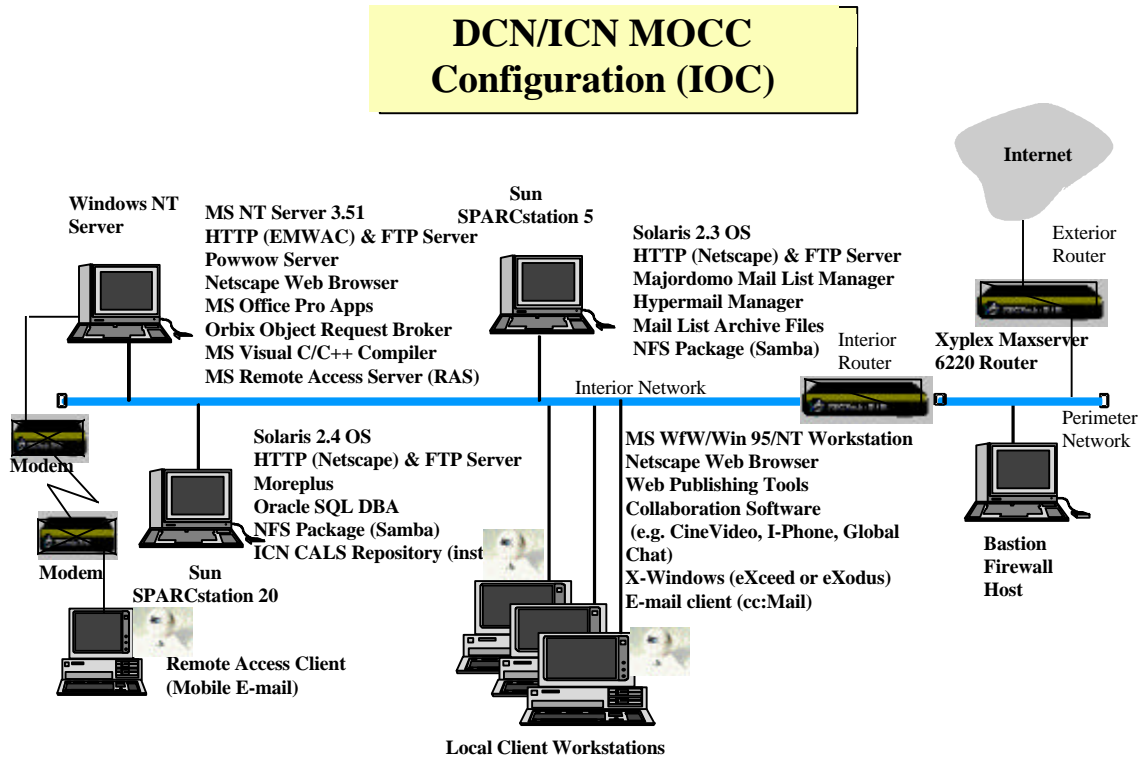 DCN/ICN MOCC
Configuration (IOC)
Internet
Exterior
Router
Windows NT
Server
MS NT Server 3.51
HTTP (EMWAC) & FTP Server
Powwow Server
Netscape Web Browser
MS Office Pro Apps
Orbix Object Request Broker
MS Visual C/C++ Compiler
MS Remote Access Server (RAS)
Sun
SPARCstation 5
Solaris 2.3 OS
HTTP (Netscape) & FTP Server
Majordomo Mail List Manager
Hypermail Manager
Mail List Archive Files
NFS Package (Samba)
Interior
Router
Xyplex Maxserver
6220 Router
Interior Network
Perimeter
Network
Modem
Modem
Solaris 2.4 OS
HTTP (Netscape) & FTP Server
Moreplus
Oracle SQL DBA
NFS Package (Samba)
ICN CALS Repository (inst
Sun
SPARCstation 20
MS WfW/Win 95/NT Workstation
Netscape Web Browser
Web Publishing Tools
Collaboration Software
(e.g. CineVideo, I-Phone, Global
Chat)
X-Windows (eXceed or eXodus)
E-mail client (cc:Mail)
Bastion
Firewall
Host
Remote Access Client
(Mobile E-mail)
Local Client Workstations